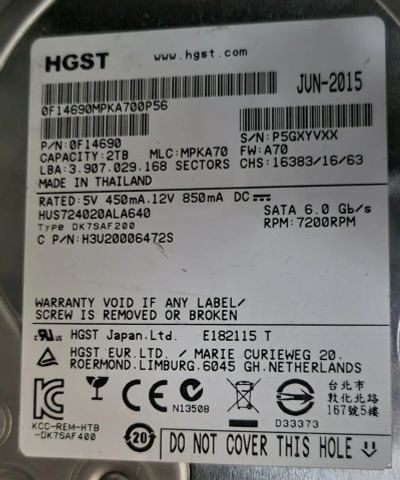 HGST www.hgst.com
JUN-2015
0F14690MPKA700P56
P/N:0F14690 S/N:P5GXYVXX
CAPACITY:2TB MLC:MPKA70 FW:A70
LBA:3.907.029.168 SECTORS CHS:16383/16/63
MADE IN THAILAND
RATED:5V 450mA.12V 850mA DC
HUS724020ALA640 SATA 6.0 Gb/s
Type DK7SAF200 RPM:7200RPM
C P/N:H3U20006472S
WARRANTY VOID IF ANY LABEL/
SCREW IS REMOVED OR BROKEN
HGST Japan.Ltd. E182115 T
HGST EUR.LTD. / MARIE CURIEWEG 20.
ROERMOND.LIMBURG.6045 GH.NETHERLANDS
台北市
敦化北路
167號5樓
N13508
D33373
KCC-REM-HTB
-DK7SAF400
20
DO NOT COVER THIS HOLE